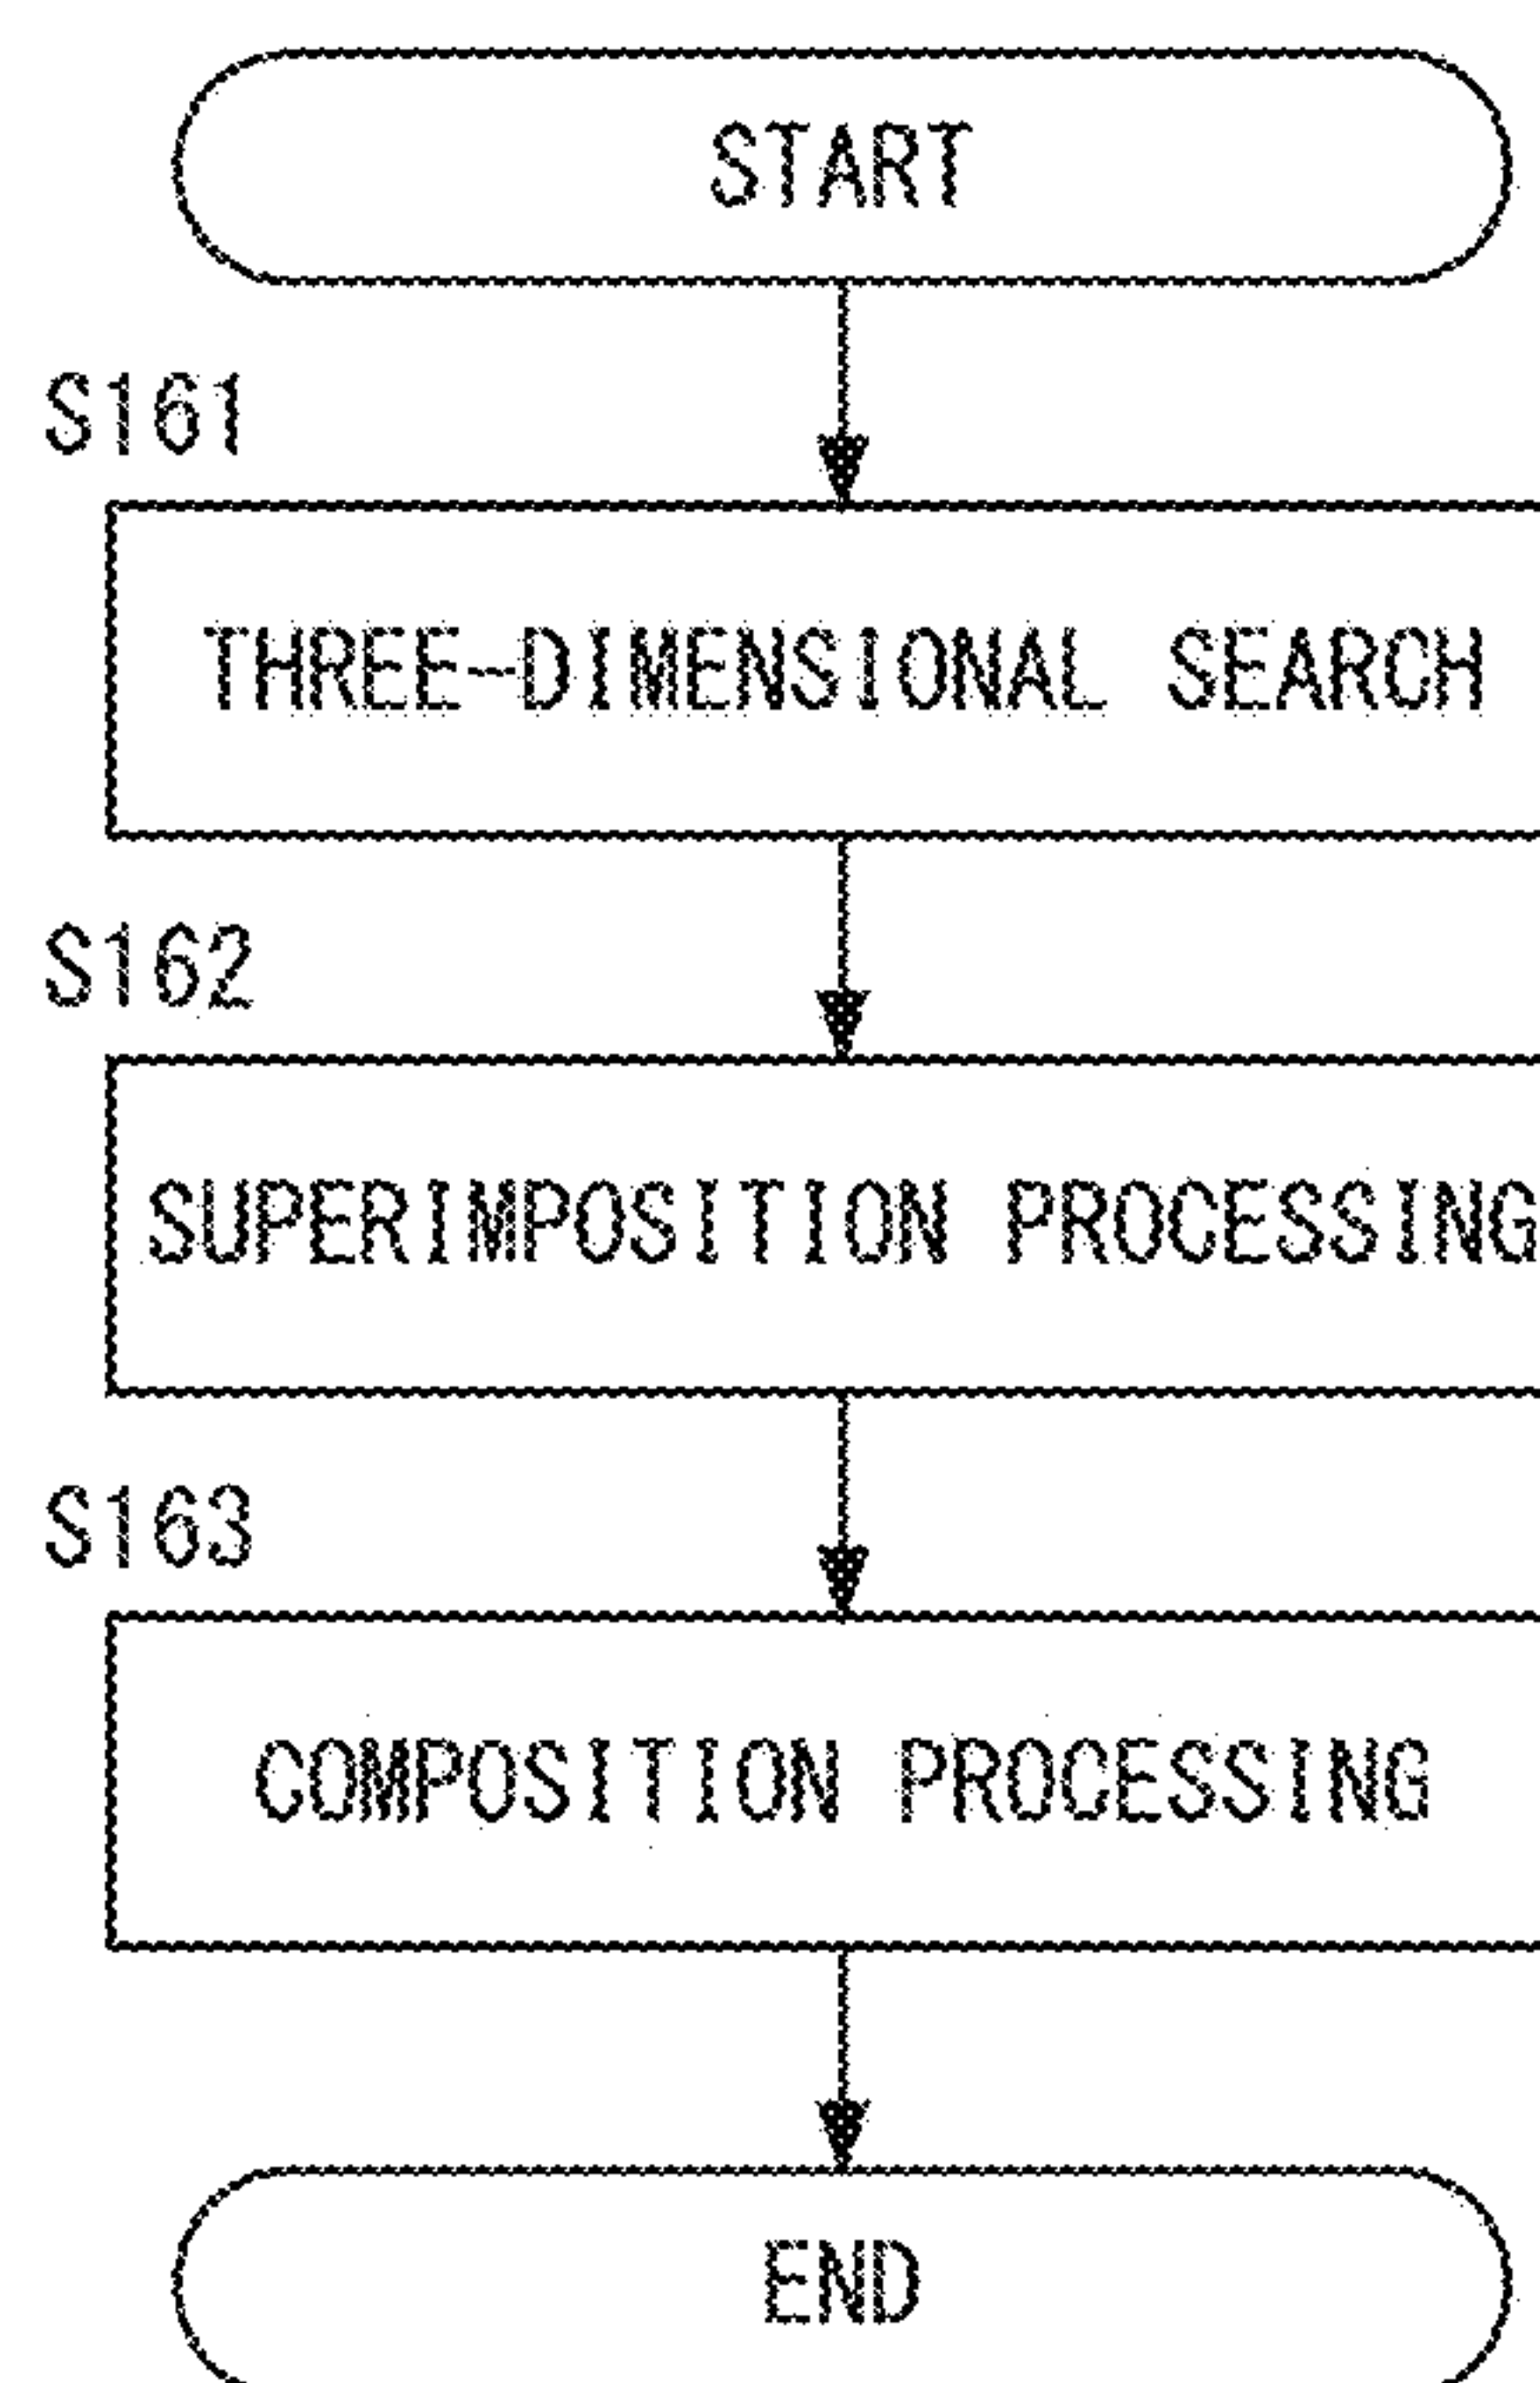 START
S161
THREE-DIMENSIONAL SEARCH
S162
SUPERIMPOSITION PROCESSING
S163
COMPOSITION PROCESSING
END